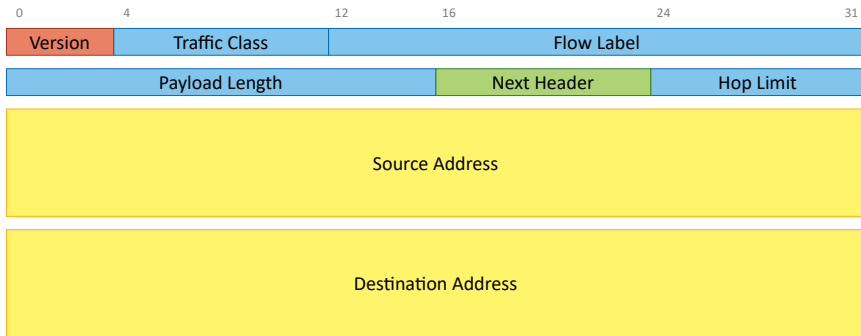 0 4 12 16 24 31
Version Traffic Class Flow Label
Payload Length Next Header Hop Limit
Source Address
Destination Address